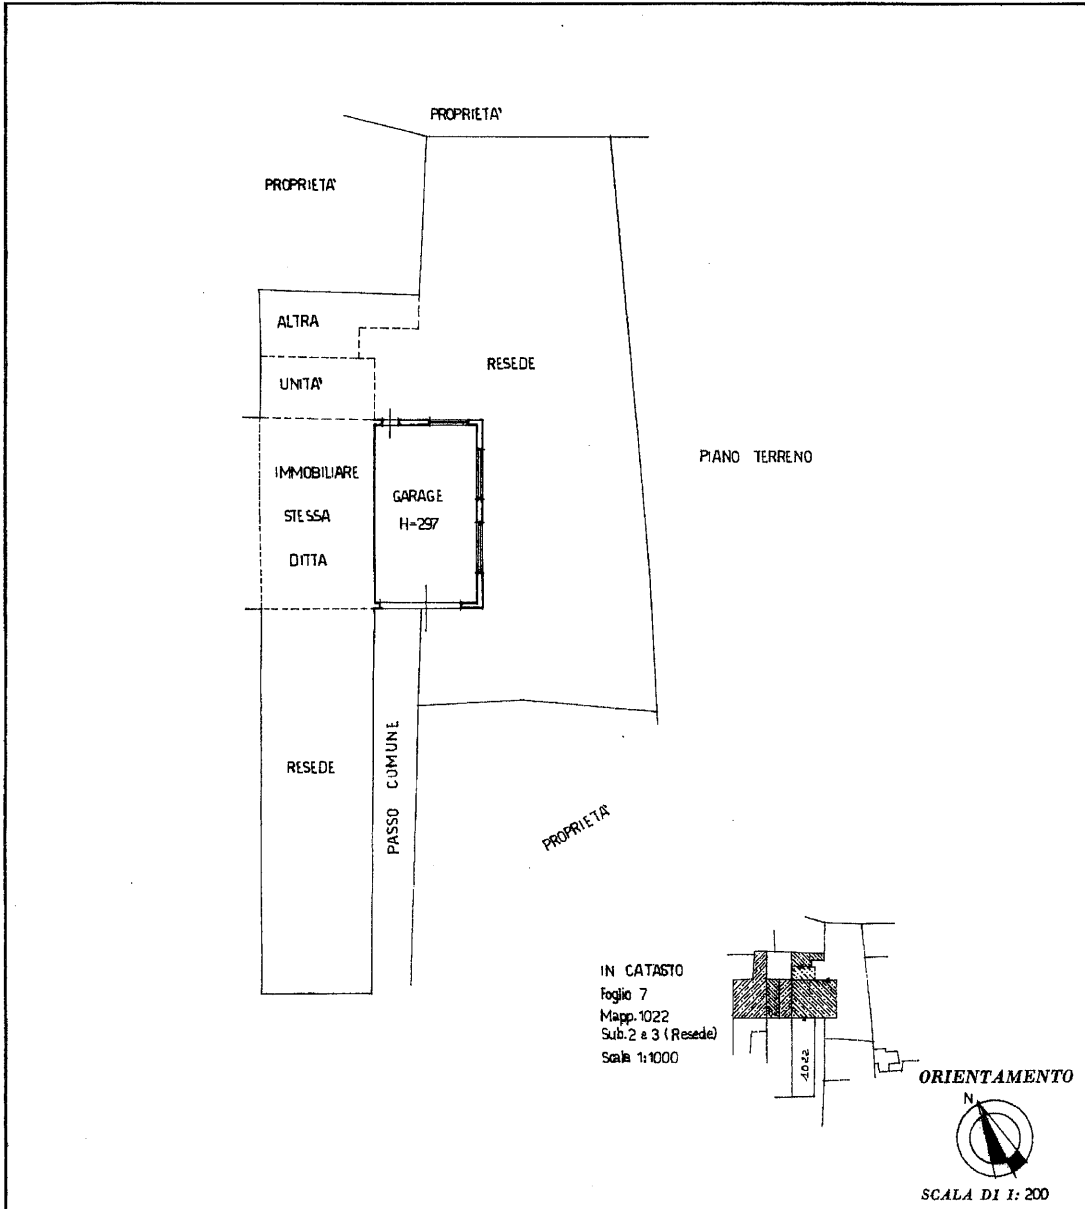 PROPRIETA'
PROPRIETA'
ALTRA
RESEDE
UNITA'
PIANO TERRENO
IMMOBILIARE
GARAGE
STESSA
H=297
DITTA
PASSO COMUNE
RESEDE
PROPRIETA'
IN CATASTO
Foglio 7
Mapp. 1022
Sub. 2 e 3 (Resede)
Scala 1:1000
1022
ORIENTAMENTO
N
SCALA DI 1: 200